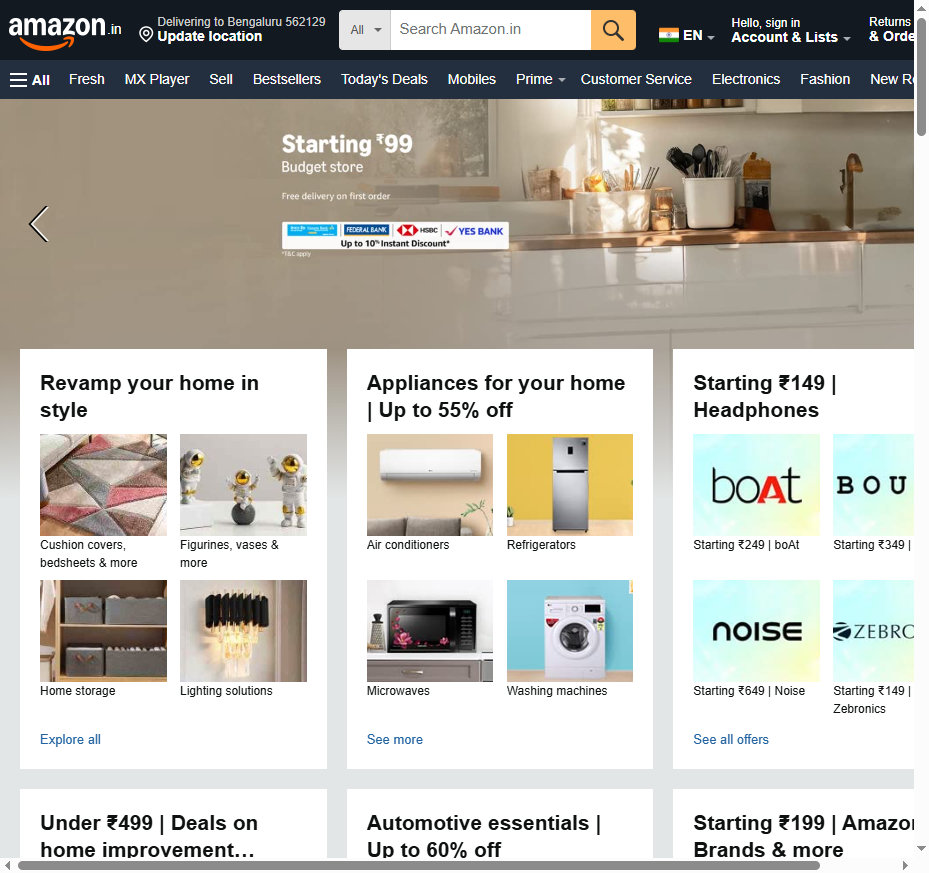 amazon.in
Delivering to Bengaluru 562129
Update location
All
Search Amazon.in
EN
Hello, sign in
Account & Lists
Returns
& Orde
All
Fresh
MX Player
Sell
Bestsellers
Today's Deals
Mobiles
Prime
Customer Service
Electronics
Fashion
New Re
Starting ₹99
Budget store
Free delivery on first order
FEDERAL BANK
HSBC
YES BANK
Up to 10% Instant Discount*
*T&C apply
Revamp your home in
style
Cushion covers,
bedsheets & more
Figurines, vases &
more
Home storage
Lighting solutions
Explore all
Appliances for your home
| Up to 55% off
Air conditioners
Refrigerators
Microwaves
Washing machines
See more
Starting ₹149 |
Headphones
boAt
BOU
Starting ₹249 | boAt
Starting ₹349 |
NOISE
ZEBRO
Starting ₹649 | Noise
Starting ₹149 |
Zebronics
See all offers
Under ₹499 | Deals on
home improvement…
Automotive essentials |
Up to 60% off
Starting ₹199 | Amazon
Brands & more